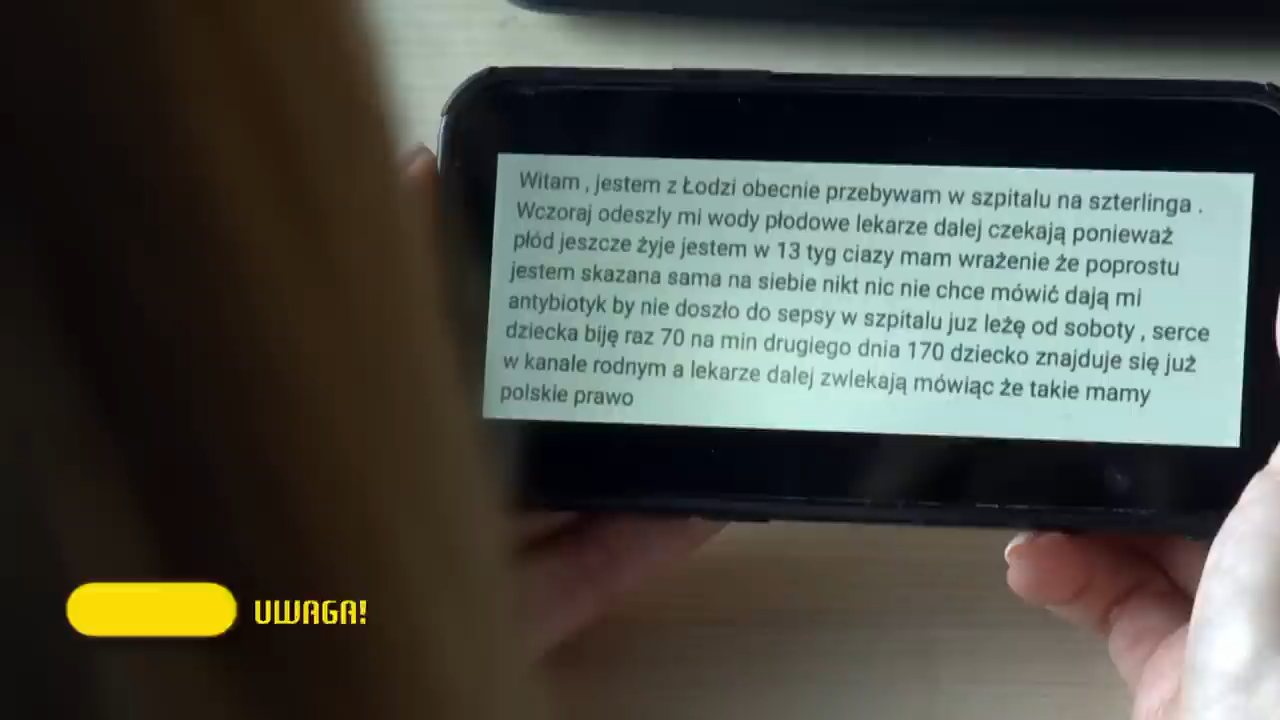 Witam , jestem z Łodzi obecnie przebywam w szpitalu na szterlinga .
Wczoraj odeszly mi wody płodowe lekarze dalej czekają ponieważ
płód jeszcze żyje jestem w 13 tyg ciazy mam wrażenie że poprostu
jestem skazana sama na siebie nikt nic nie chce mówić dają mi
antybiotyk by nie doszło do sepsy w szpitalu juz leżę od soboty , serce
dziecka biję raz 70 na min drugiego dnia 170 dziecko znajduje się już
w kanale rodnym a lekarze dalej zwlekają mówiąc że takie mamy
polskie prawo
UWAGA!